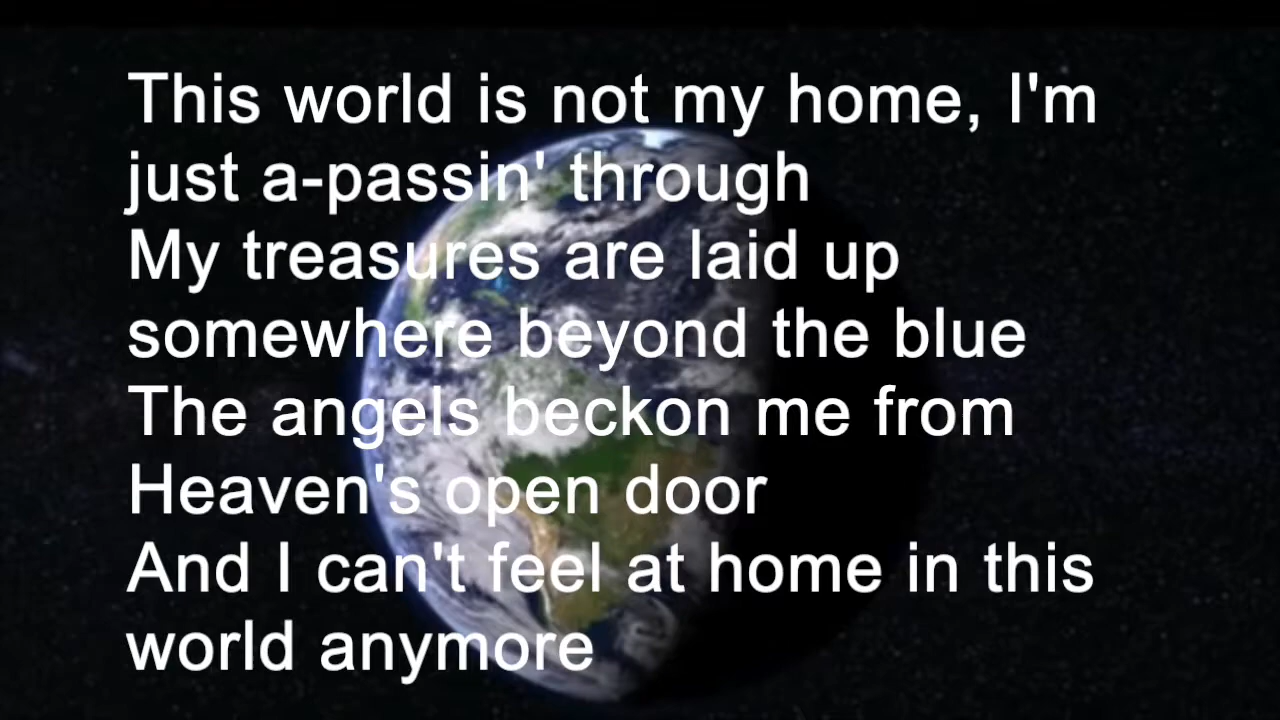 This world is not my home, I'm
just a-passin' through
My treasures are laid up
somewhere beyond the blue
The angels beckon me from
Heaven's open door
And I can't feel at home in this
world anymore